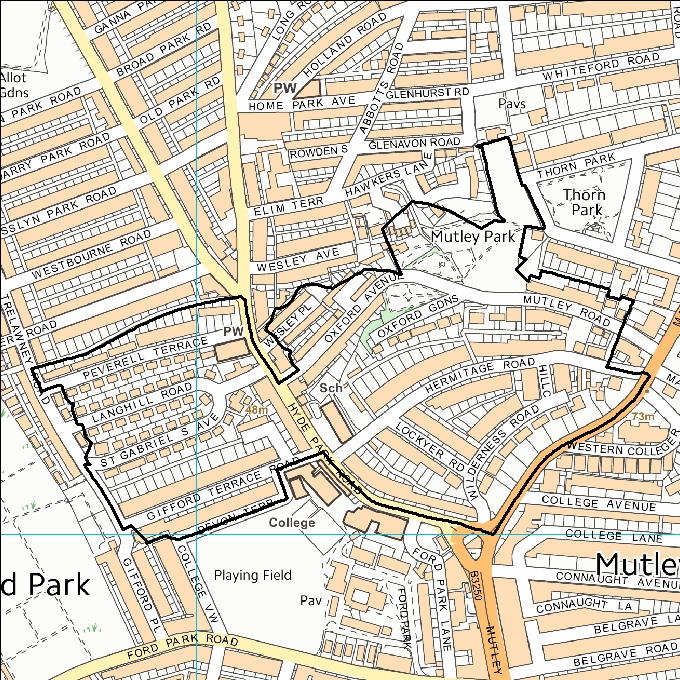 GANNA PARK
BROAD PARK RD
LONG
HOLLAND ROAD
ABBOTTS ROAD
WHITEFORD ROAD
Allot
Gdns
N PARK ROAD
OLD PARK RD
PW
HOME PARK AVE
GLENHURST RD
Pavs
ARRY PARK ROAD
ROWDEN S
GLENAVON ROAD
HAWKERS LANE
THORN PARK
SSLYN PARK ROAD
ELIM TERR
Thorn
Park
WESTBOURNE ROAD
WESLEY AVE
Mutley Park
OXFORD AVENUE
OXFORD GDNS
MUTLEY ROAD
RELAWNEY
ER ROAD
PW
WESLEY PL
PEVERELL TERRACE
LANGHILL ROAD
Sch
HERMITAGE ROAD
48m
HYDE PARK ROAD
ST GABRIEL S AVE
LOCKYER RD
WILDERNESS ROAD
73m
WESTERN COLLEGE
GIFFORD TERRACE ROAD
DEVON TERR
College
COLLEGE AVENUE
COLLEGE LANE
Mutley
d Park
GIFFORD PL
COLLEGE VW
Playing Field
Pav
FORD PARK
FORD PARK LANE
B3250
MUTLEY
CONNAUGHT AVENUE
CONNAUGHT LA
BELGRAVE LA
BELGRAVE ROAD
FORD PARK ROAD